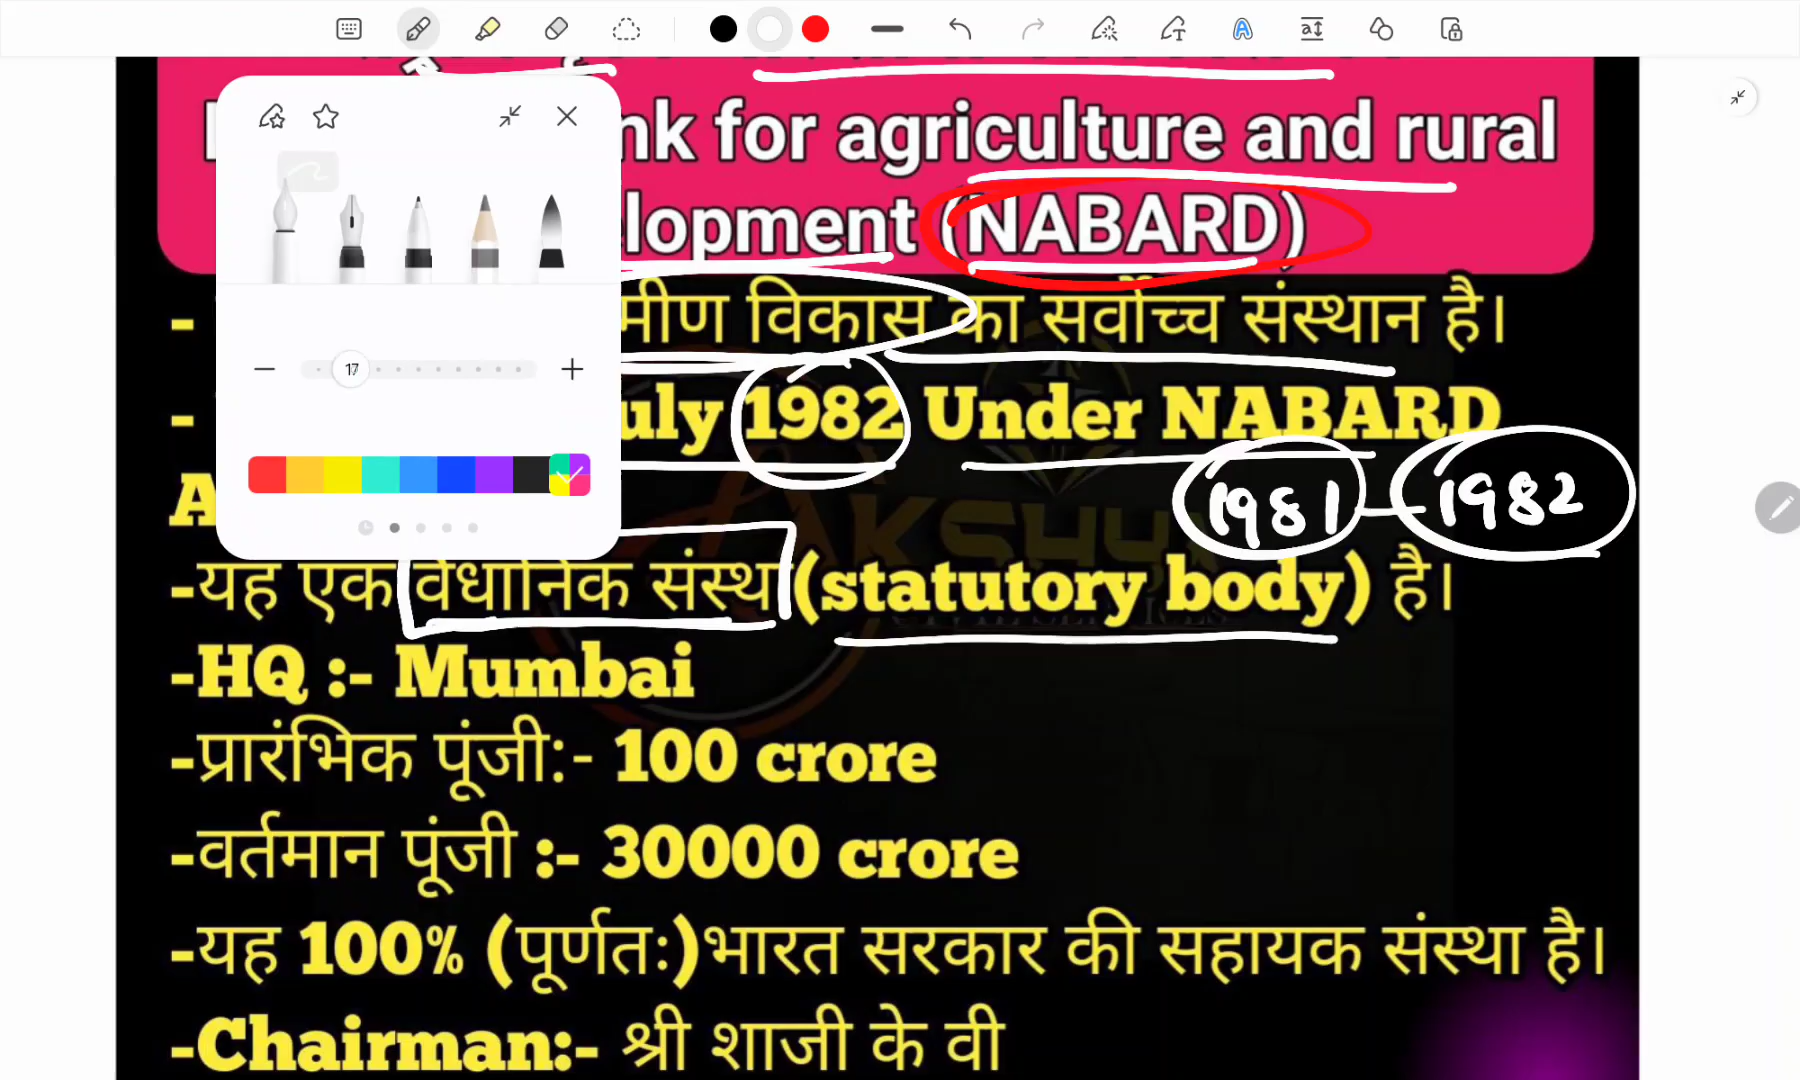 nk for agriculture and rural
lopment (NABARD)
- मीण विकास का सर्वोच्च संस्थान है।
- uly 1982 Under NABARD
A
1981 - 1982
17
-यह एक वैधानिक संस्था (statutory body) है।
-HQ :- Mumbai
-प्रारंभिक पूंजी:- 100 crore
-वर्तमान पूंजी :- 30000 crore
-यह 100% (पूर्णतः)भारत सरकार की सहायक संस्था है।
-Chairman:- श्री शाजी के वी